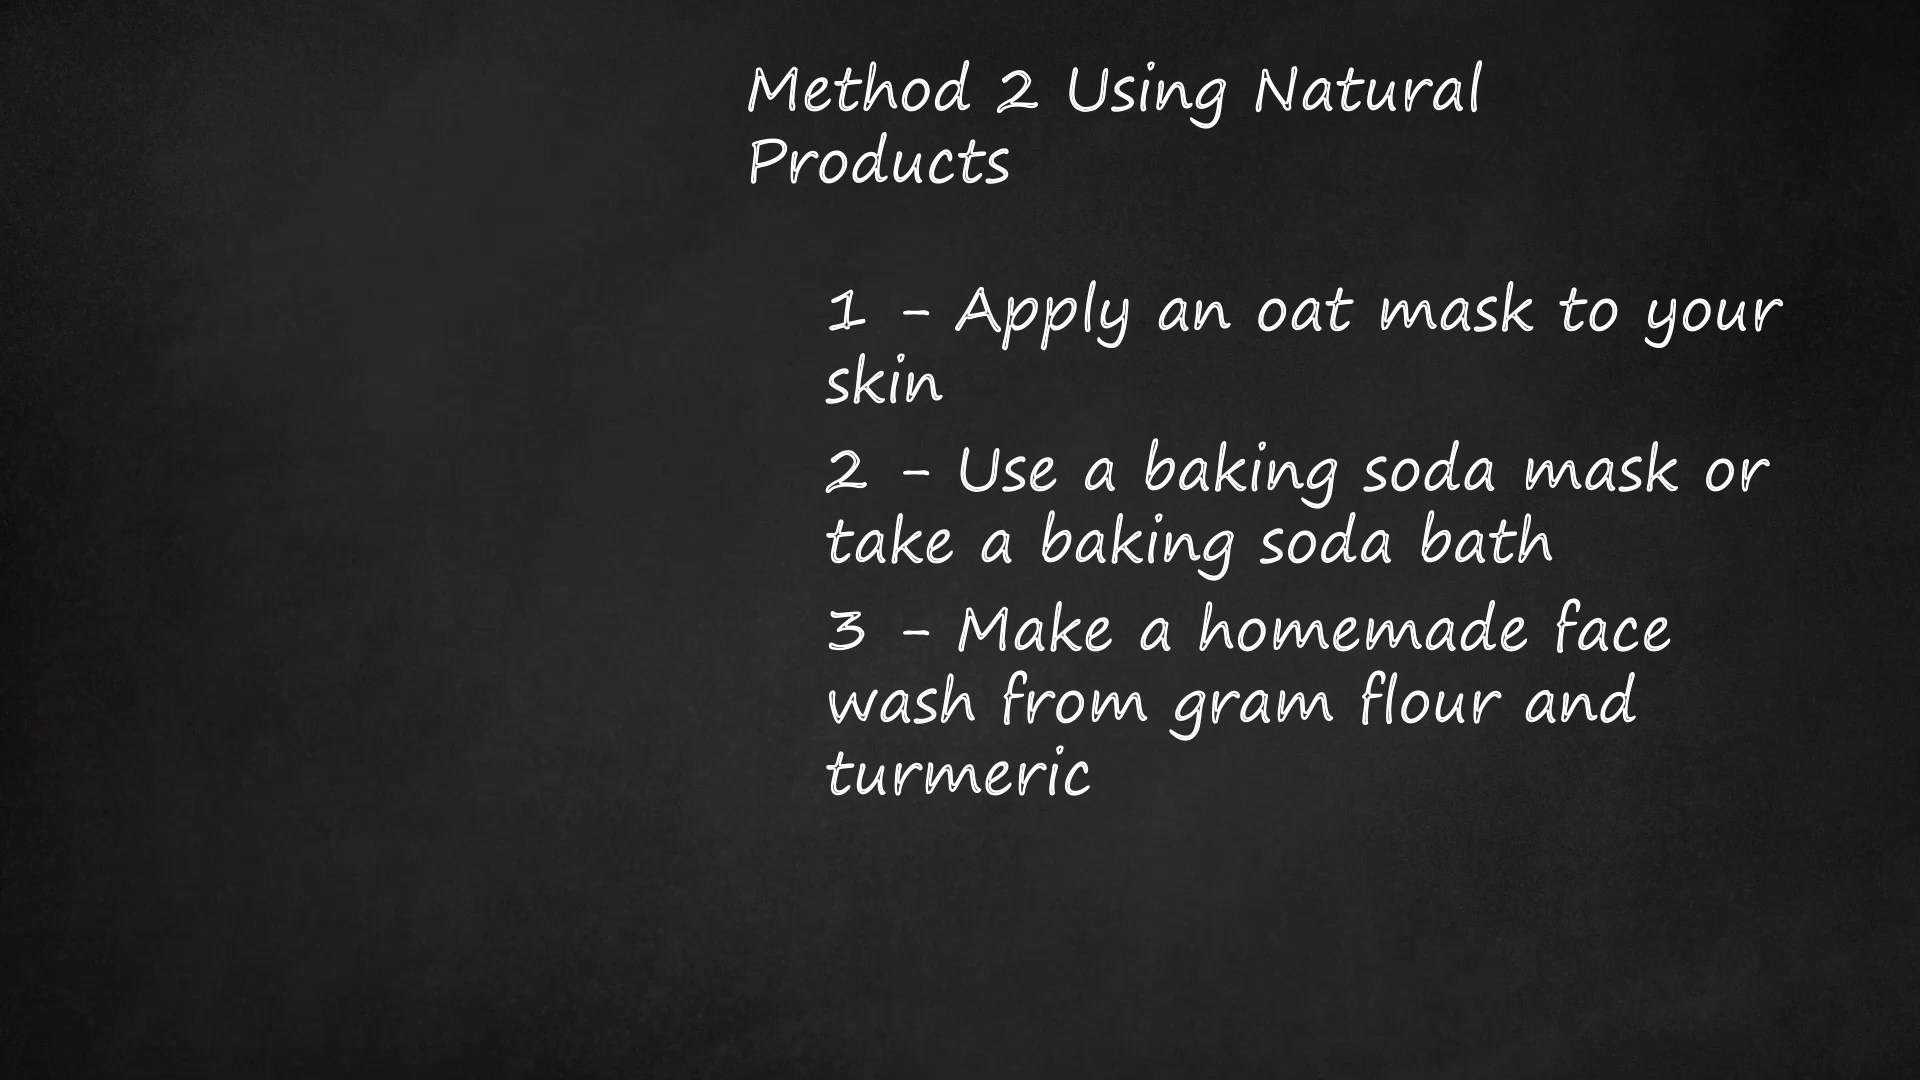 Method 2 Using Natural
Products
1 - Apply an oat mask to your
skin
2 - Use a baking soda mask or
take a baking soda bath
3 - Make a homemade face
wash from gram flour and
turmeric